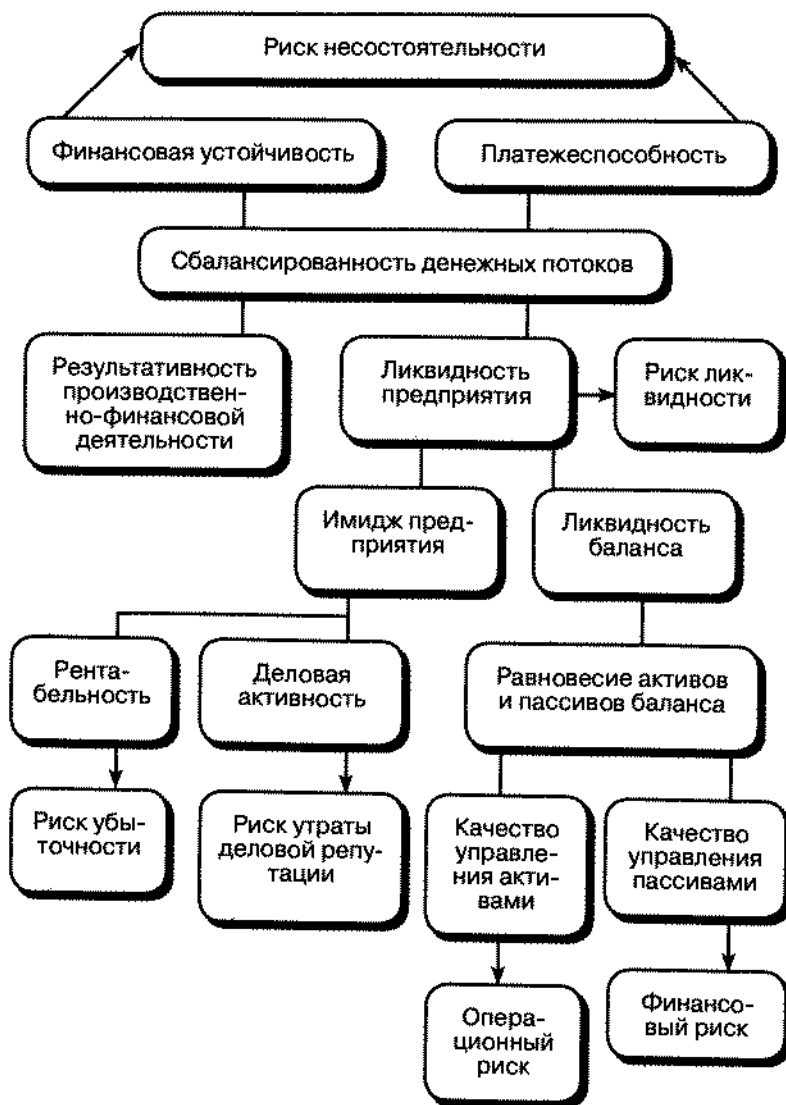 Риск несостоятельности
Финансовая устойчивость
Платежеспособность
Сбалансированность денежных потоков
Результативность
производствен-
но-финансовой
деятельности
Ликвидность
предприятия
Риск лик-
видности
Имидж пред-
приятия
Ликвидность
баланса
Рента-
бельность
Деловая
активность
Равновесие активов
и пассивов баланса
Риск убы-
точности
Риск утраты
деловой репу-
тации
Качество
управле-
ния акти-
вами
Качество
управления
пассивами
Опера-
ционный
риск
Финансо-
вый риск